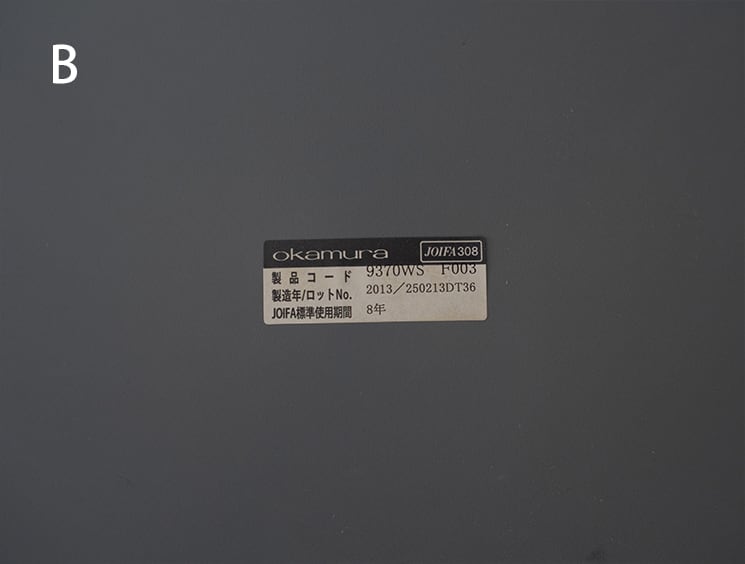 B
okamura JOIFA308
製品コード 9370WS F003
製造年/ロットNo. 2013/250213DT36
JOIFA標準使用期間 8年